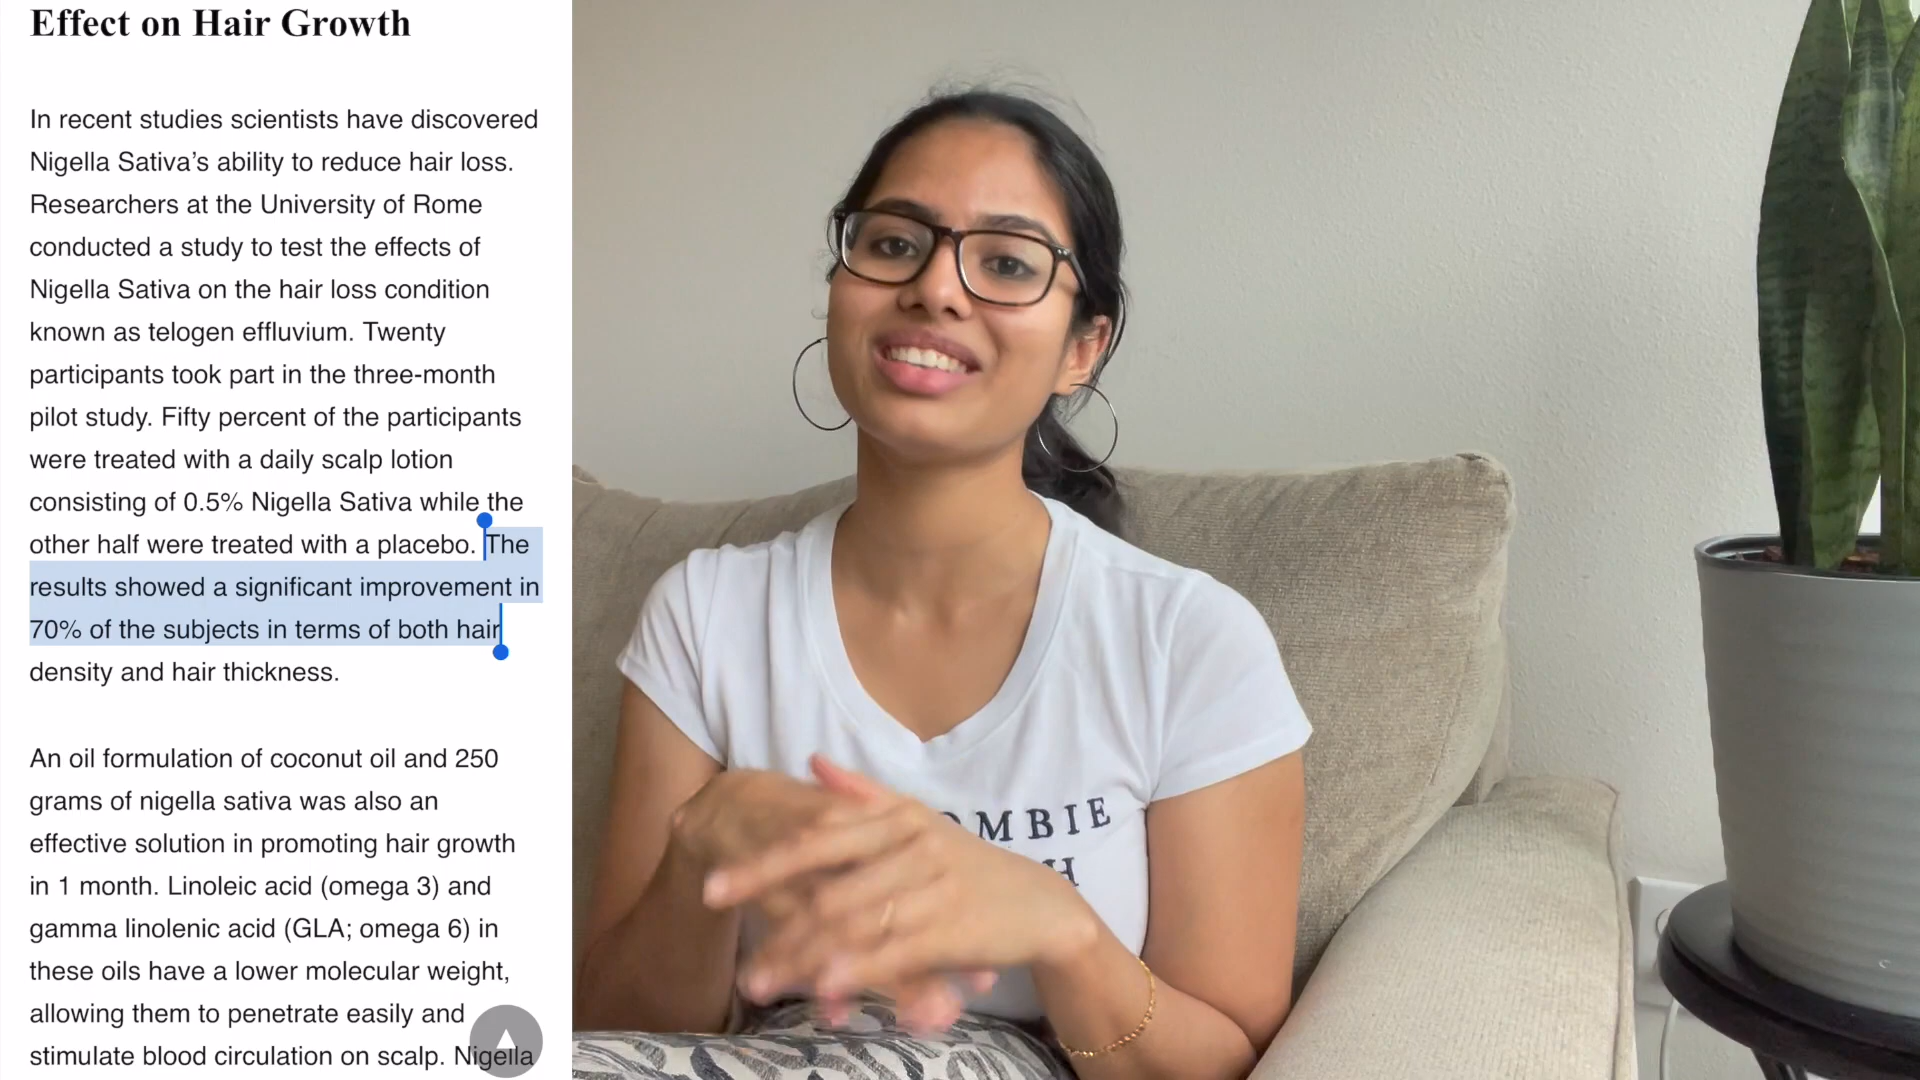 Effect on Hair Growth
In recent studies scientists have discovered
Nigella Sativa’s ability to reduce hair loss.
Researchers at the University of Rome
conducted a study to test the effects of
Nigella Sativa on the hair loss condition
known as telogen effluvium. Twenty
participants took part in the three-month
pilot study. Fifty percent of the participants
were treated with a daily scalp lotion
consisting of 0.5% Nigella Sativa while the
other half were treated with a placebo. The
results showed a significant improvement in
70% of the subjects in terms of both hair
density and hair thickness.
An oil formulation of coconut oil and 250
grams of nigella sativa was also an
effective solution in promoting hair growth
in 1 month. Linoleic acid (omega 3) and
gamma linolenic acid (GLA; omega 6) in
these oils have a lower molecular weight,
allowing them to penetrate easily and
stimulate blood circulation on scalp. Nigella